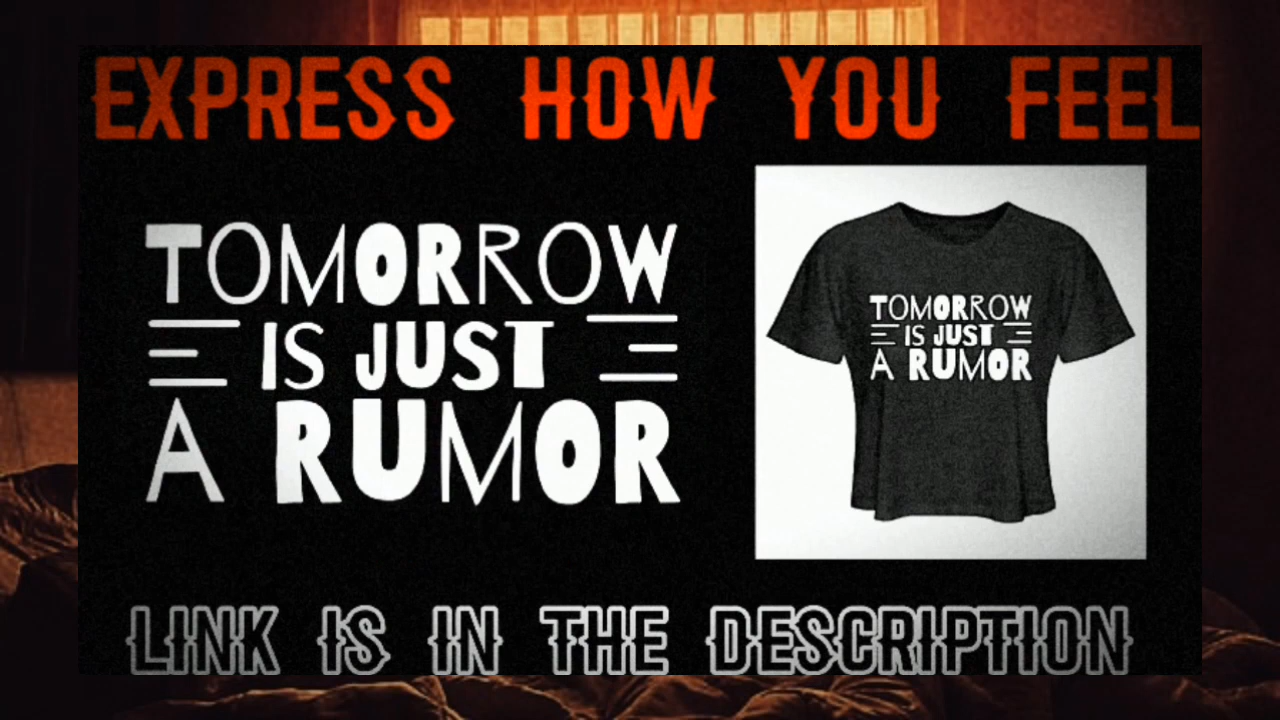 EXPRESS HOW YOU FEEL
TOMORROW
IS JUST
A RUMOR
TOMORROW
IS JUST
A RUMOR
LINK IS IN THE DESCRIPTION